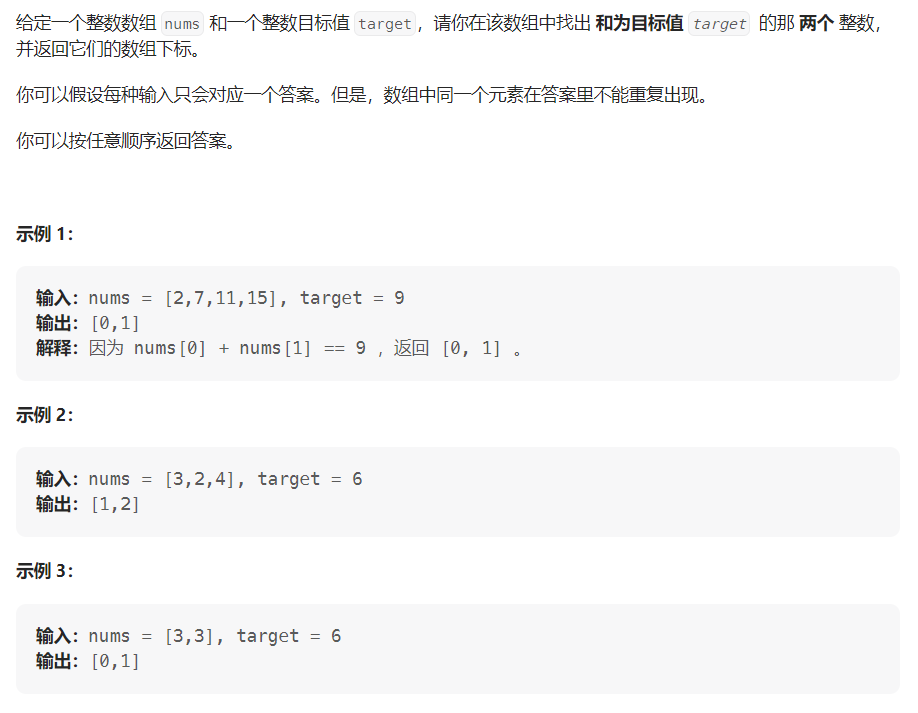 给定一个整数数组 nums 和一个整数目标值 target，请你在该数组中找出 和为目标值 target 的那 两个 整数，
并返回它们的数组下标。
你可以假设每种输入只会对应一个答案。但是，数组中同一个元素在答案里不能重复出现。
你可以按任意顺序返回答案。
示例 1：
输入：nums = [2,7,11,15], target = 9
输出：[0,1]
解释：因为 nums[0] + nums[1] == 9 ，返回 [0, 1] 。
示例 2：
输入：nums = [3,2,4], target = 6
输出：[1,2]
示例 3：
输入：nums = [3,3], target = 6
输出：[0,1]